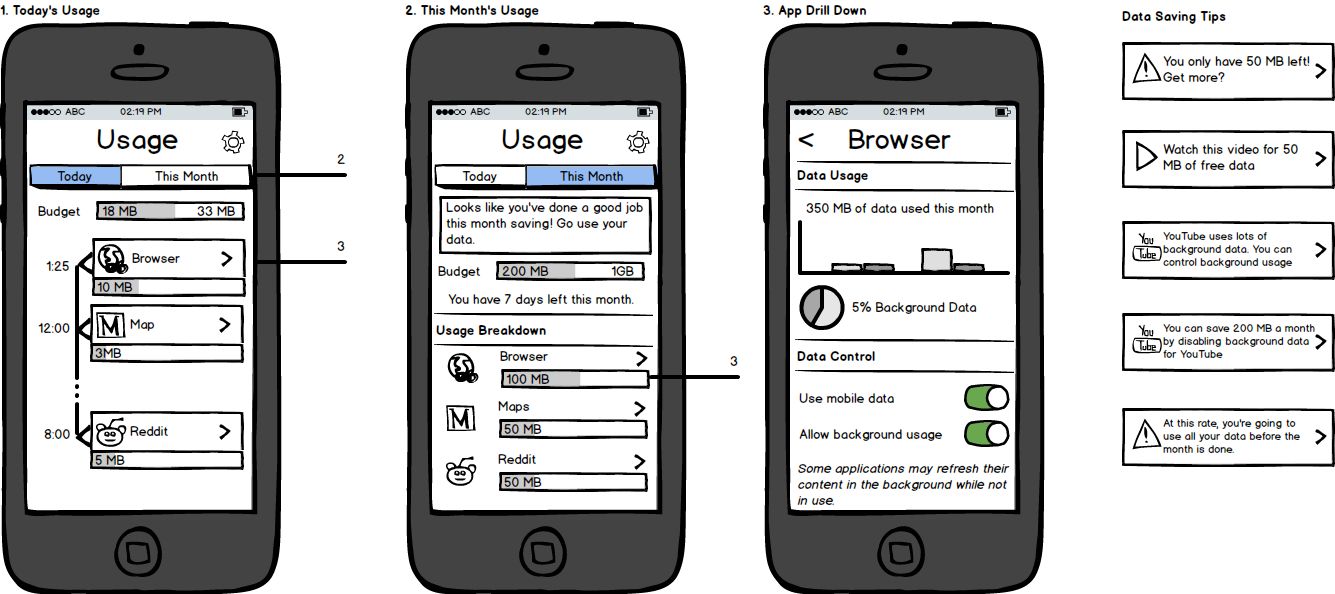 1. Today's Usage
ABC 02:19 PM
Usage
Today This Month
2
Budget 18 MB 33 MB
3
1:25 Browser
10 MB
12:00 M Map
3MB
8:00 Reddit
5 MB
2. This Month's Usage
ABC 02:19 PM
Usage
Today This Month
Looks like you've done a good job
this month saving! Go use your
data.
Budget 200 MB 1GB
You have 7 days left this month.
Usage Breakdown
Browser
100 MB
3
M Maps
50 MB
Reddit
50 MB
3. App Drill Down
ABC 02:19 PM
< Browser
Data Usage
350 MB of data used this month
5% Background Data
Data Control
Use mobile data
Allow background usage
Some applications may refresh their
content in the background while not
in use.
Data Saving Tips
You only have 50 MB left!
Get more?
Watch this video for 50
MB of free data
You Tube
YouTube uses lots of
background data. You can
control background usage
You Tube
You can save 200 MB a month
by disabling background data
for YouTube
At this rate, you're going to
use all your data before the
month is done.